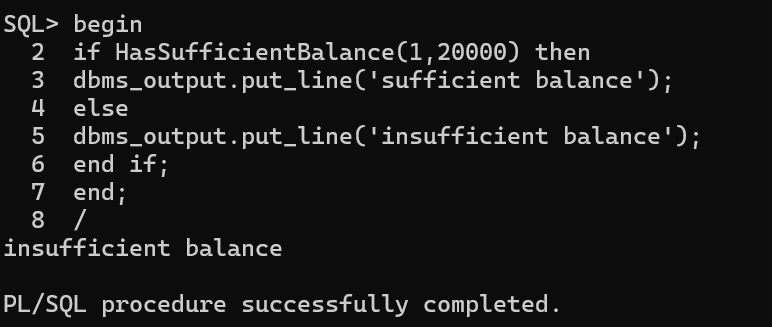 SQL> begin
  2  if HasSufficientBalance(1,20000) then
  3  dbms_output.put_line('sufficient balance');
  4  else
  5  dbms_output.put_line('insufficient balance');
  6  end if;
  7  end;
  8  /
insufficient balance

PL/SQL procedure successfully completed.